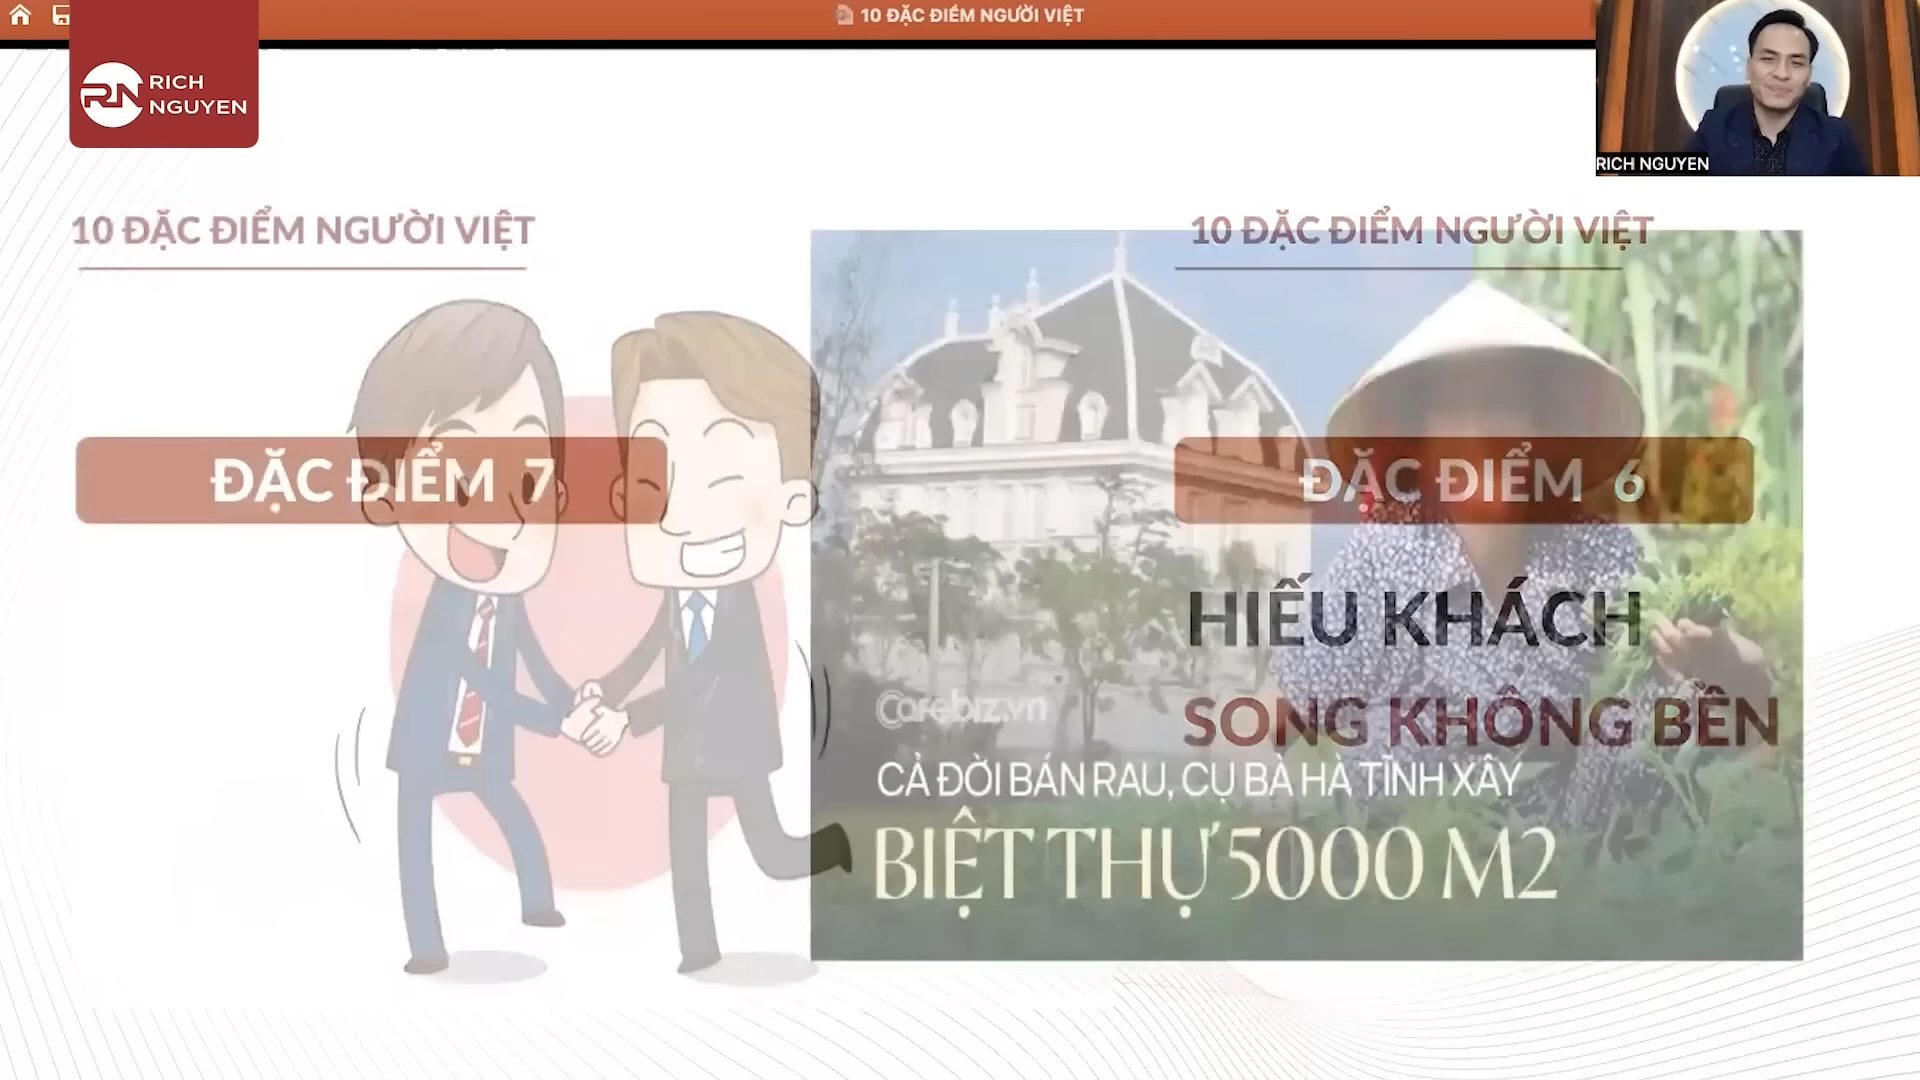 10 ĐẶC ĐIỂM NGƯỜI VIỆT
RN RICH
NGUYEN
RICH NGUYEN
10 ĐẶC ĐIỂM NGƯỜI VIỆT
ĐẶC ĐIỂM 7
10 ĐẶC ĐIỂM NGƯỜI VIỆT
ĐẶC ĐIỂM 6
HIẾU KHÁCH
SONG KHÔNG BỀN
Cafebiz.vn
CẢ ĐỜI BÁN RAU, CỤ BÀ HÀ TĨNH XÂY
BIỆT THỰ 5000 M2